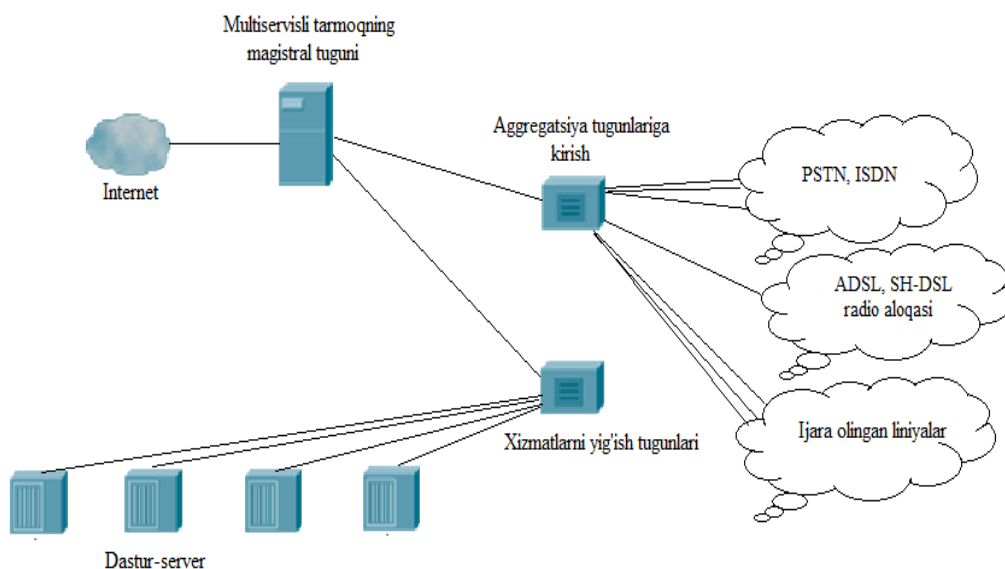 Multiservisli tarmoqning
magistral tuguni
Aggregatsiya tugunlariga
kirish
Internet
PSTN, ISDN
ADSL, SH-DSL
radio aloqasi
Ijara olingan liniyalar
Xizmatlarni yig'ish tugunlari
Dastur-server